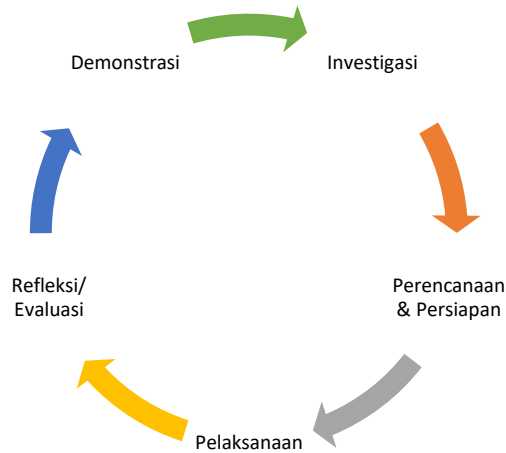 Demonstrasi
Investigasi
Perencanaan
& Persiapan
Pelaksanaan
Refleksi/
Evaluasi